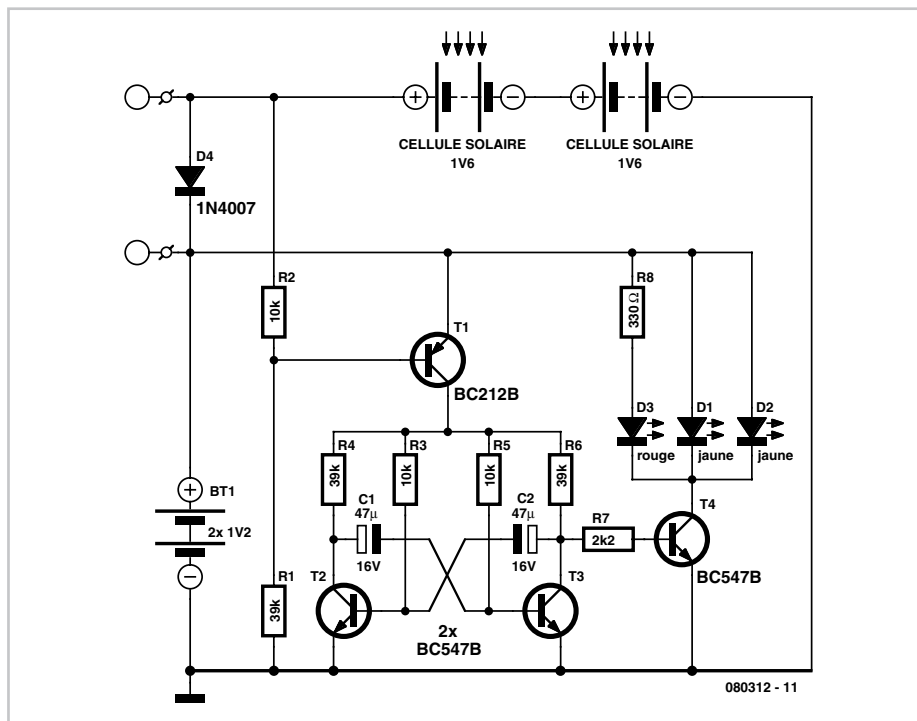 D4
1N4007
+
−
+
−
CELLULE SOLAIRE
1V6
CELLULE SOLAIRE
1V6
R2
10k
T1
BC212B
R8
330 Ω
D3
rouge
D1
jaune
D2
jaune
R4
39k
R3
10k
R5
10k
R6
39k
+
BT1
2x 1V2
−
C1
47µ
16V
C2
47µ
16V
R7
2k2
T4
BC547B
R1
39k
T2
T3
2x
BC547B
080312 - 11